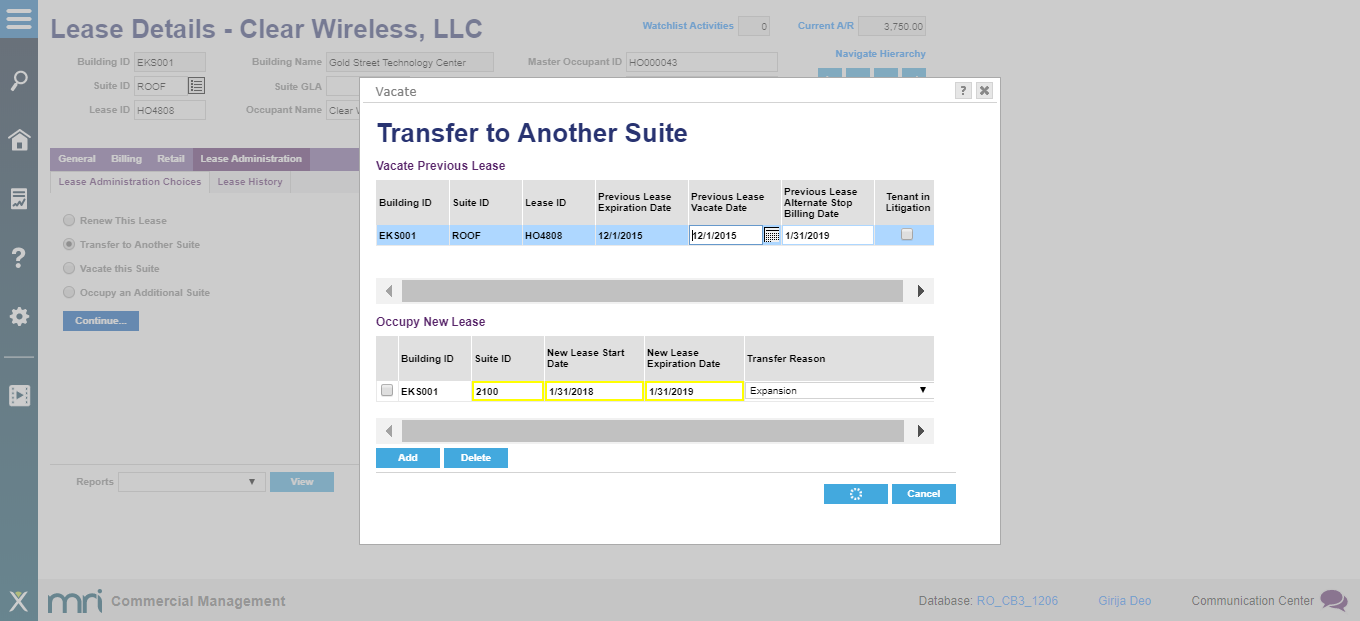 Lease Details - Clear Wireless, LLC
Watchlist Activities 0
Current A/R 3,750.00
Navigate Hierarchy
Building ID EKS001
Building Name Gold Street Technology Center
Master Occupant ID HO000043
Suite ID ROOF
Suite GLA
Lease ID HO4808
Occupant Name Clear
General Billing Retail Lease Administration
Lease Administration Choices Lease History
Renew This Lease
Transfer to Another Suite
Vacate this Suite
Occupy an Additional Suite
Continue...
Reports
View
Vacate
? ✖
Transfer to Another Suite
Vacate Previous Lease
Building ID Suite ID Lease ID Previous Lease Expiration Date Previous Lease Vacate Date Previous Lease Alternate Stop Billing Date Tenant in Litigation
EKS001 ROOF HO4808 12/1/2015 12/1/2015 1/31/2019
Occupy New Lease
Building ID Suite ID New Lease Start Date New Lease Expiration Date Transfer Reason
EKS001 2100 1/31/2018 1/31/2019 Expansion
Add Delete
Cancel
mri Commercial Management
Database: RO_CB3_1206
Girija Deo
Communication Center